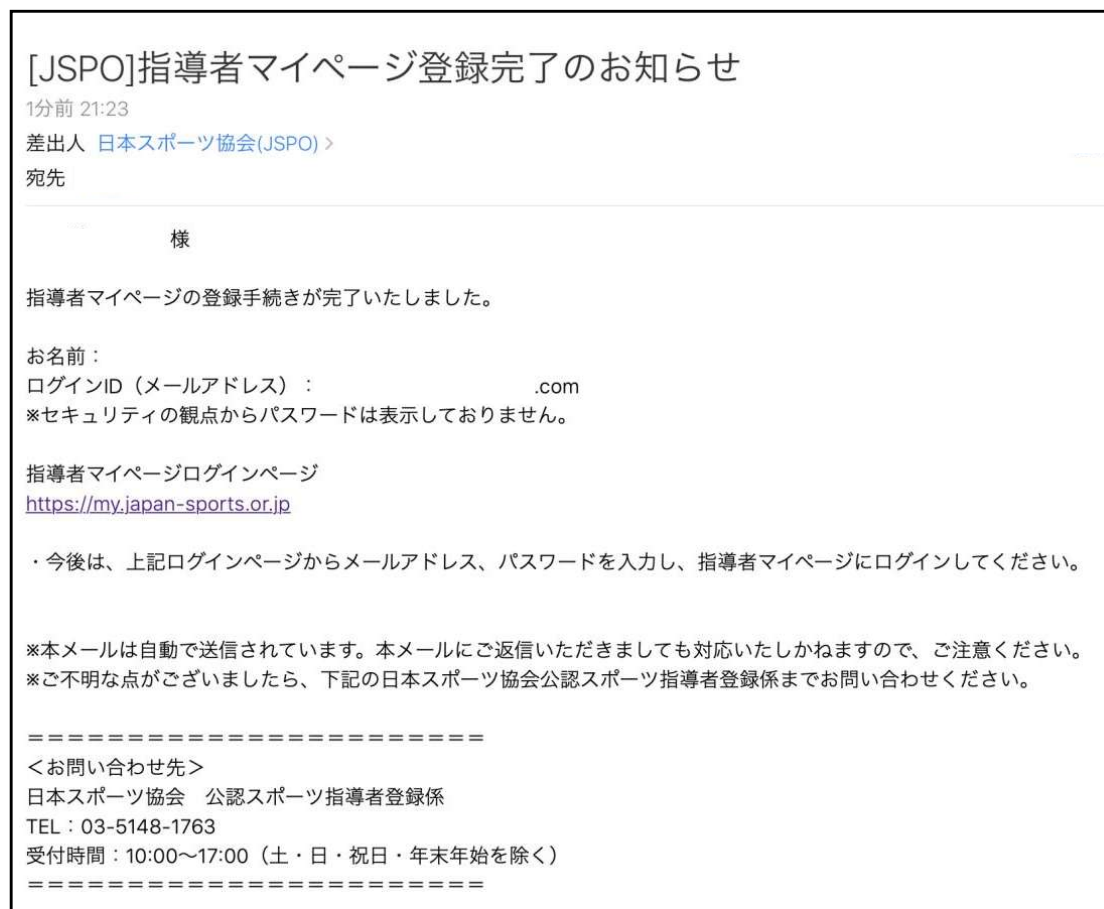 [JSPO]指導者マイページ登録完了のお知らせ
1分前 21:23
差出人 日本スポーツ協会(JSPO) >
宛先
様
指導者マイページの登録手続きが完了いたしました。
お名前：
ログインID（メールアドレス）： .com
※セキュリティの観点からパスワードは表示しておりません。
指導者マイページログインページ
https://my.japan-sports.or.jp
・今後は、上記ログインページからメールアドレス、パスワードを入力し、指導者マイページにログインしてください。
※本メールは自動で送信されています。本メールにご返信いただきましても対応いたしかねますので、ご注意ください。
※ご不明な点がございましたら、下記の日本スポーツ協会公認スポーツ指導者登録係までお問い合わせください。
＝＝＝＝＝＝＝＝＝＝＝＝＝＝＝＝＝＝＝＝＝＝＝
＜お問い合わせ先＞
日本スポーツ協会　公認スポーツ指導者登録係
TEL：03-5148-1763
受付時間：10:00〜17:00（土・日・祝日・年末年始を除く）
＝＝＝＝＝＝＝＝＝＝＝＝＝＝＝＝＝＝＝＝＝＝＝